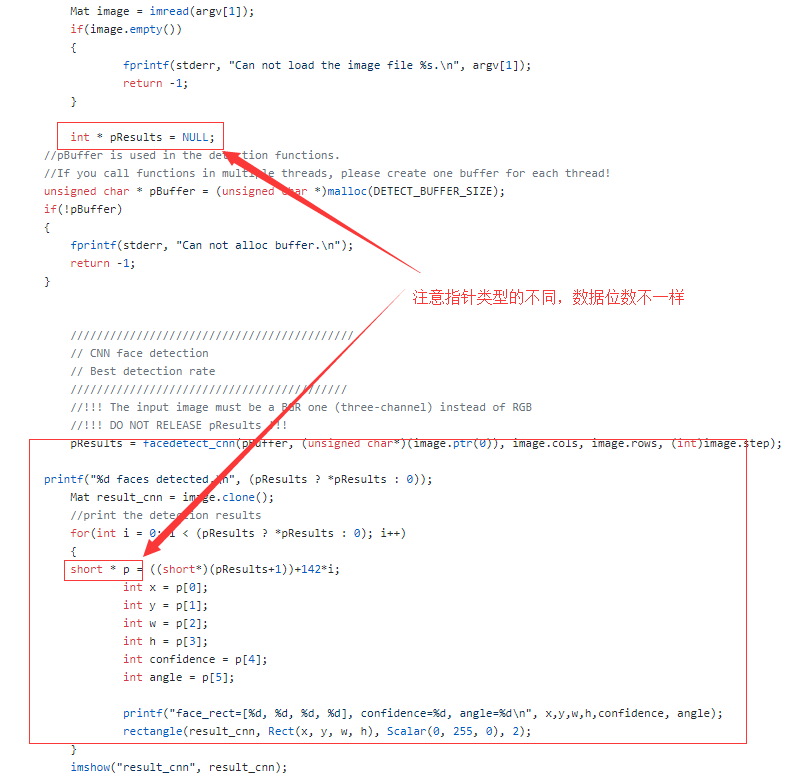 Mat image = imread(argv[1]);
if(image.empty())
{
fprintf(stderr, "Can not load the image file %s.\n", argv[1]);
return -1;
}
int * pResults = NULL;
//pBuffer is used in the detection functions.
//If you call functions in multiple threads, please create one buffer for each thread!
unsigned char * pBuffer = (unsigned char *)malloc(DETECT_BUFFER_SIZE);
if(!pBuffer)
{
fprintf(stderr, "Can not alloc buffer.\n");
return -1;
}
注意指针类型的不同，数据位数不一样
///////////////////////////////////////////
// CNN face detection
// Best detection rate
//////////////////////////////////////////
//!!! The input image must be a BGR one (three-channel) instead of RGB
//!!! DO NOT RELEASE pResults !!!
pResults = facedetect_cnn(pBuffer, (unsigned char*)(image.ptr(0)), image.cols, image.rows, (int)image.step);
printf("%d faces detected.\n", (pResults ? *pResults : 0));
Mat result_cnn = image.clone();
//print the detection results
for(int i = 0; i < (pResults ? *pResults : 0); i++)
{
short * p = ((short*)(pResults+1))+142*i;
int x = p[0];
int y = p[1];
int w = p[2];
int h = p[3];
int confidence = p[4];
int angle = p[5];
printf("face_rect=[%d, %d, %d, %d], confidence=%d, angle=%d\n", x,y,w,h,confidence, angle);
rectangle(result_cnn, Rect(x, y, w, h), Scalar(0, 255, 0), 2);
}
imshow("result_cnn", result_cnn);